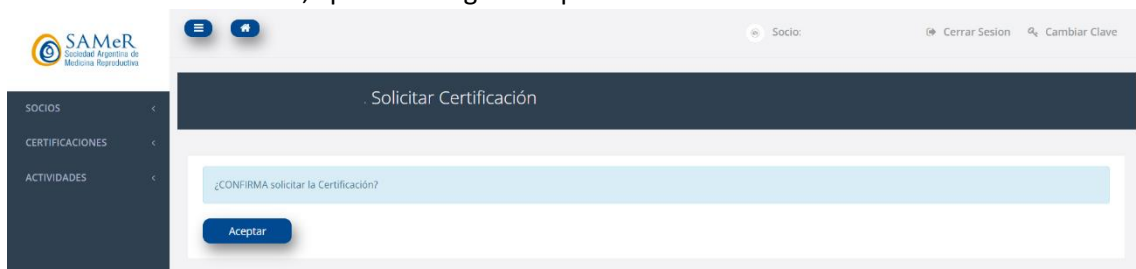 SAMeR
Sociedad Argentina de
Medicina Reproductiva
Socio:
Cerrar Sesion
Cambiar Clave
. Solicitar Certificación
SOCIOS
CERTIFICACIONES
ACTIVIDADES
¿CONFIRMA solicitar la Certificación?
Aceptar